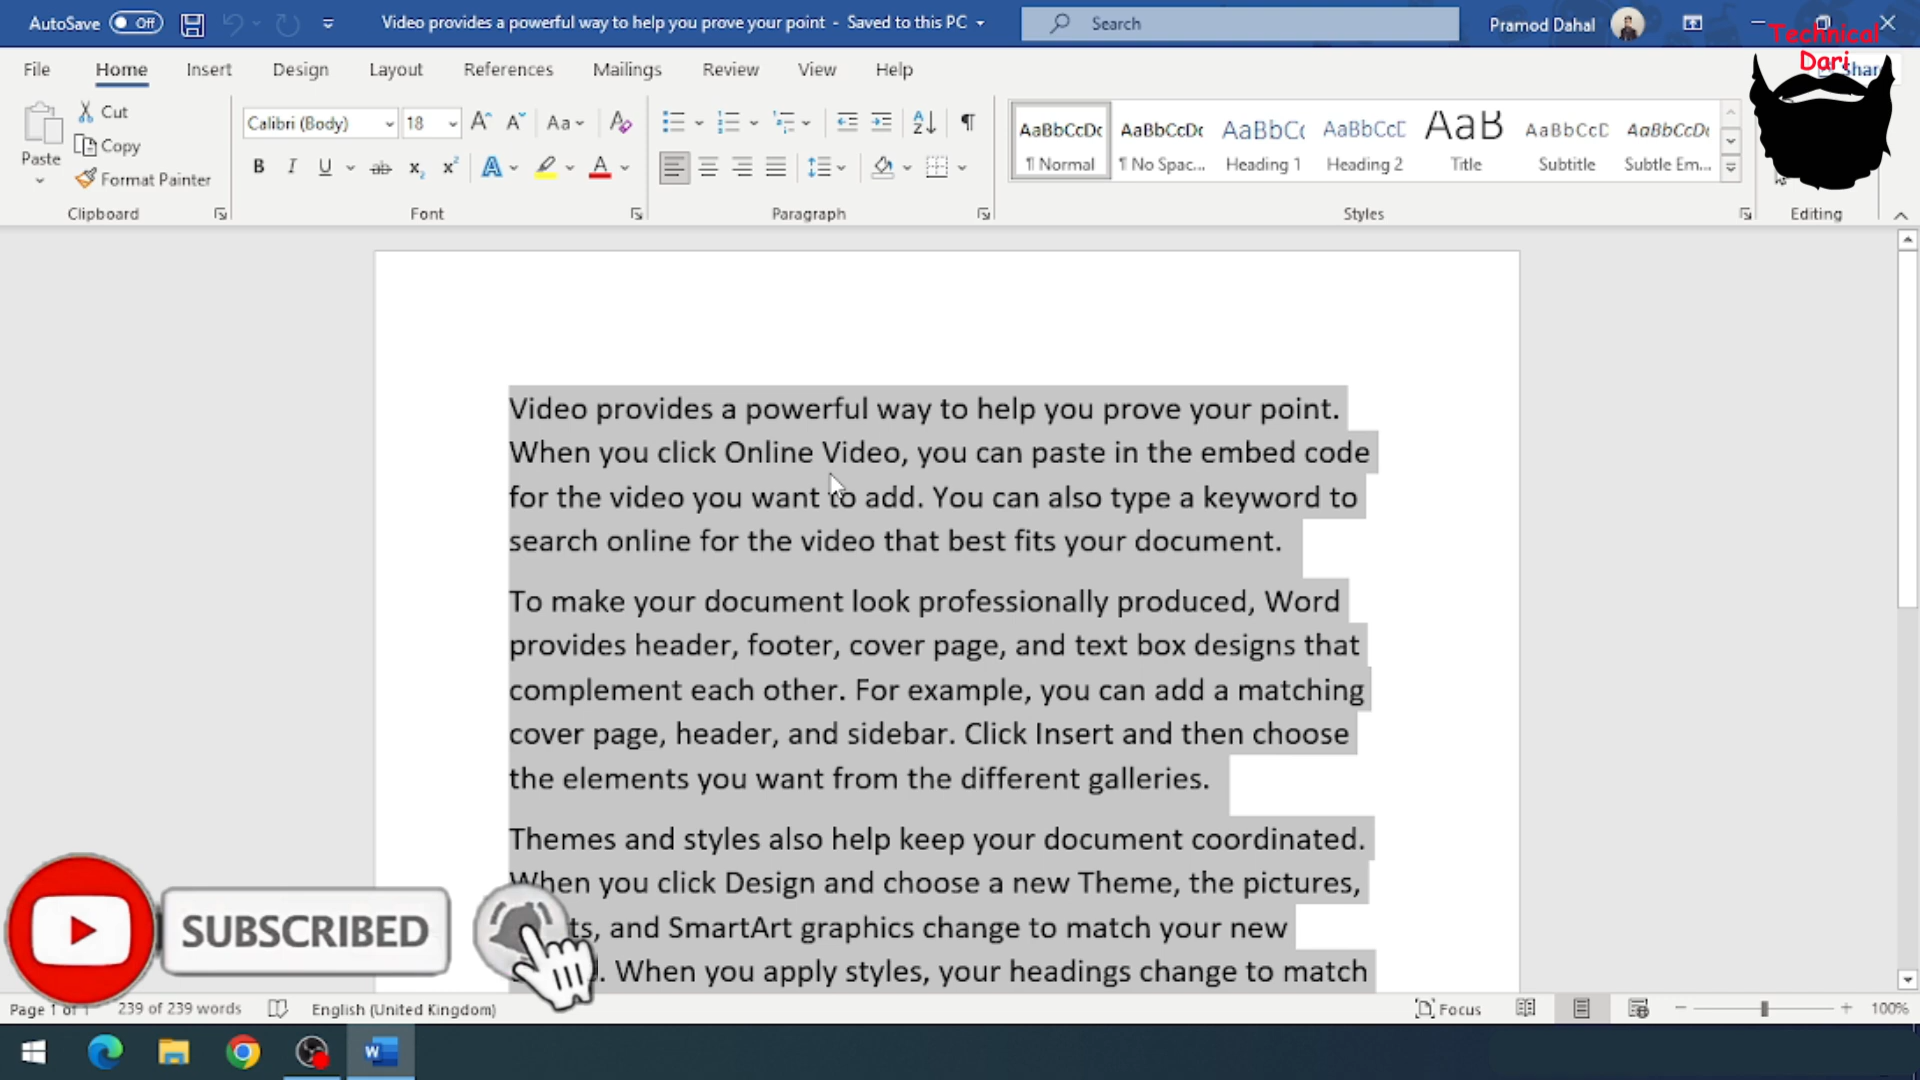 AutoSave Off Video provides a powerful way to help you prove your point - Saved to this PC Search Pramod Dahal
Technical
Dari
File Home Insert Design Layout References Mailings Review View Help
Paste
Cut
Copy
Format Painter
Clipboard
Calibri (Body) 18
Aa
B I U ab x₂ x²
Font
Paragraph
AaBbCcDc AaBbCcDc AaBbCc AaBbCcD AaB AaBbCcD AaBbCcDc
¶ Normal ¶ No Spac... Heading 1 Heading 2 Title Subtitle Subtle Em...
Styles
Editing
Video provides a powerful way to help you prove your point.
When you click Online Video, you can paste in the embed code
for the video you want to add. You can also type a keyword to
search online for the video that best fits your document.
To make your document look professionally produced, Word
provides header, footer, cover page, and text box designs that
complement each other. For example, you can add a matching
cover page, header, and sidebar. Click Insert and then choose
the elements you want from the different galleries.
Themes and styles also help keep your document coordinated.
When you click Design and choose a new Theme, the pictures,
and SmartArt graphics change to match your new
When you apply styles, your headings change to match
SUBSCRIBED
Page 1 of 1 239 of 239 words English (United Kingdom) Focus 100%